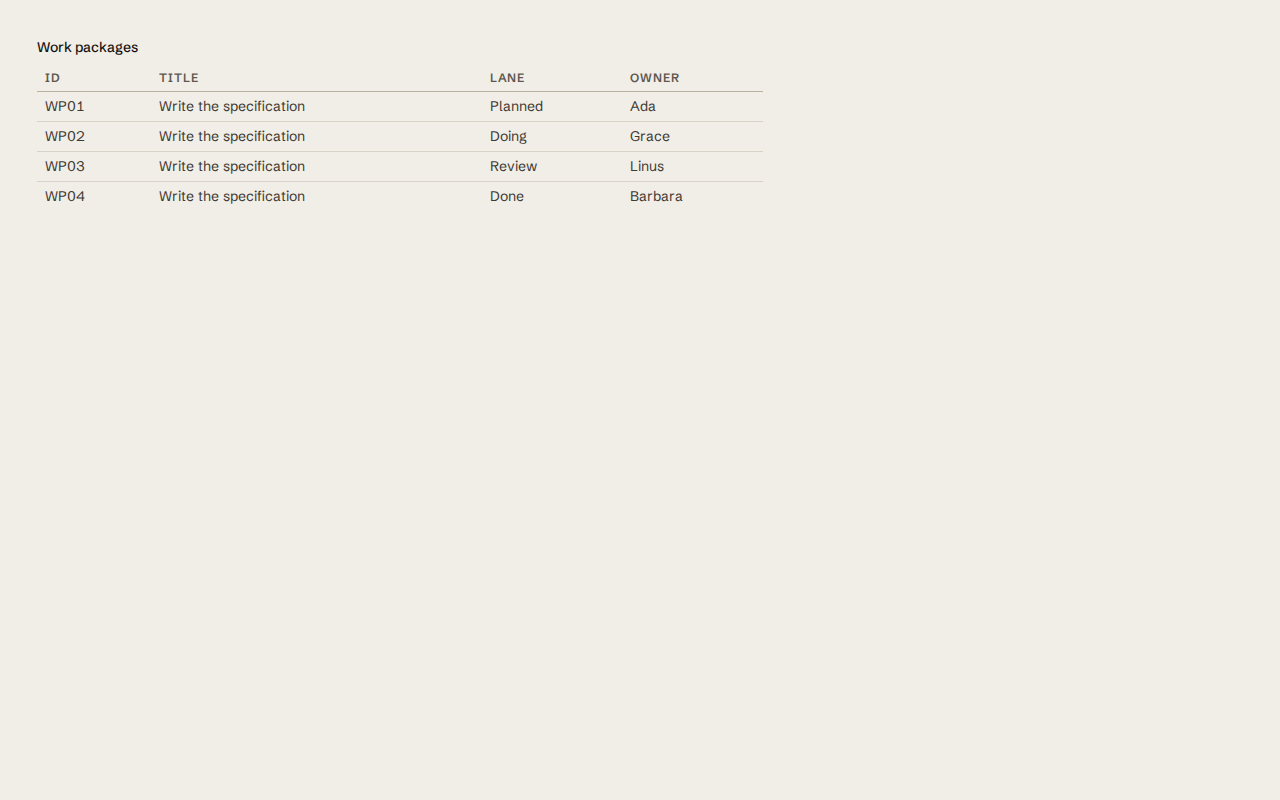 Work packages
ID TITLE LANE OWNER
WP01 Write the specification Planned Ada
WP02 Write the specification Doing Grace
WP03 Write the specification Review Linus
WP04 Write the specification Done Barbara